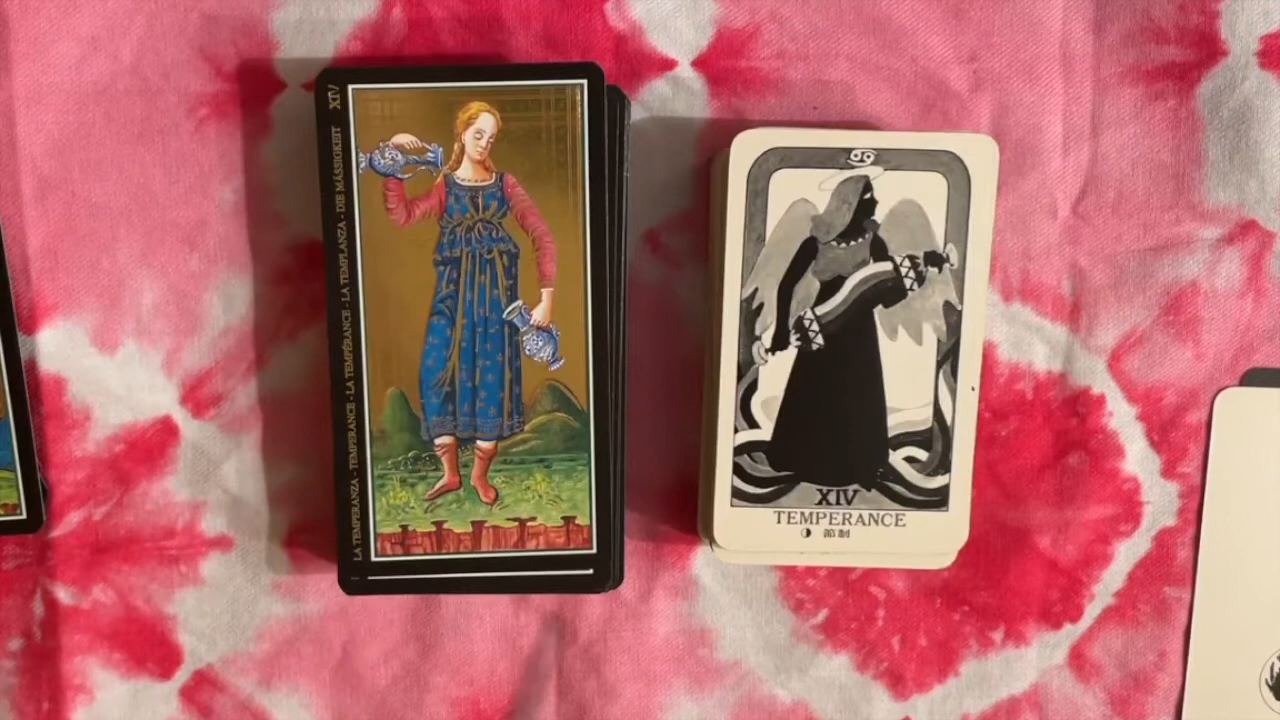 LA TEMPERANZA - TEMPERANCE - LA TEMPÉRANCE - LA TEMPLANZA - DIE MÄSSIGKEIT XIV
XIV
TEMPERANCE
節制